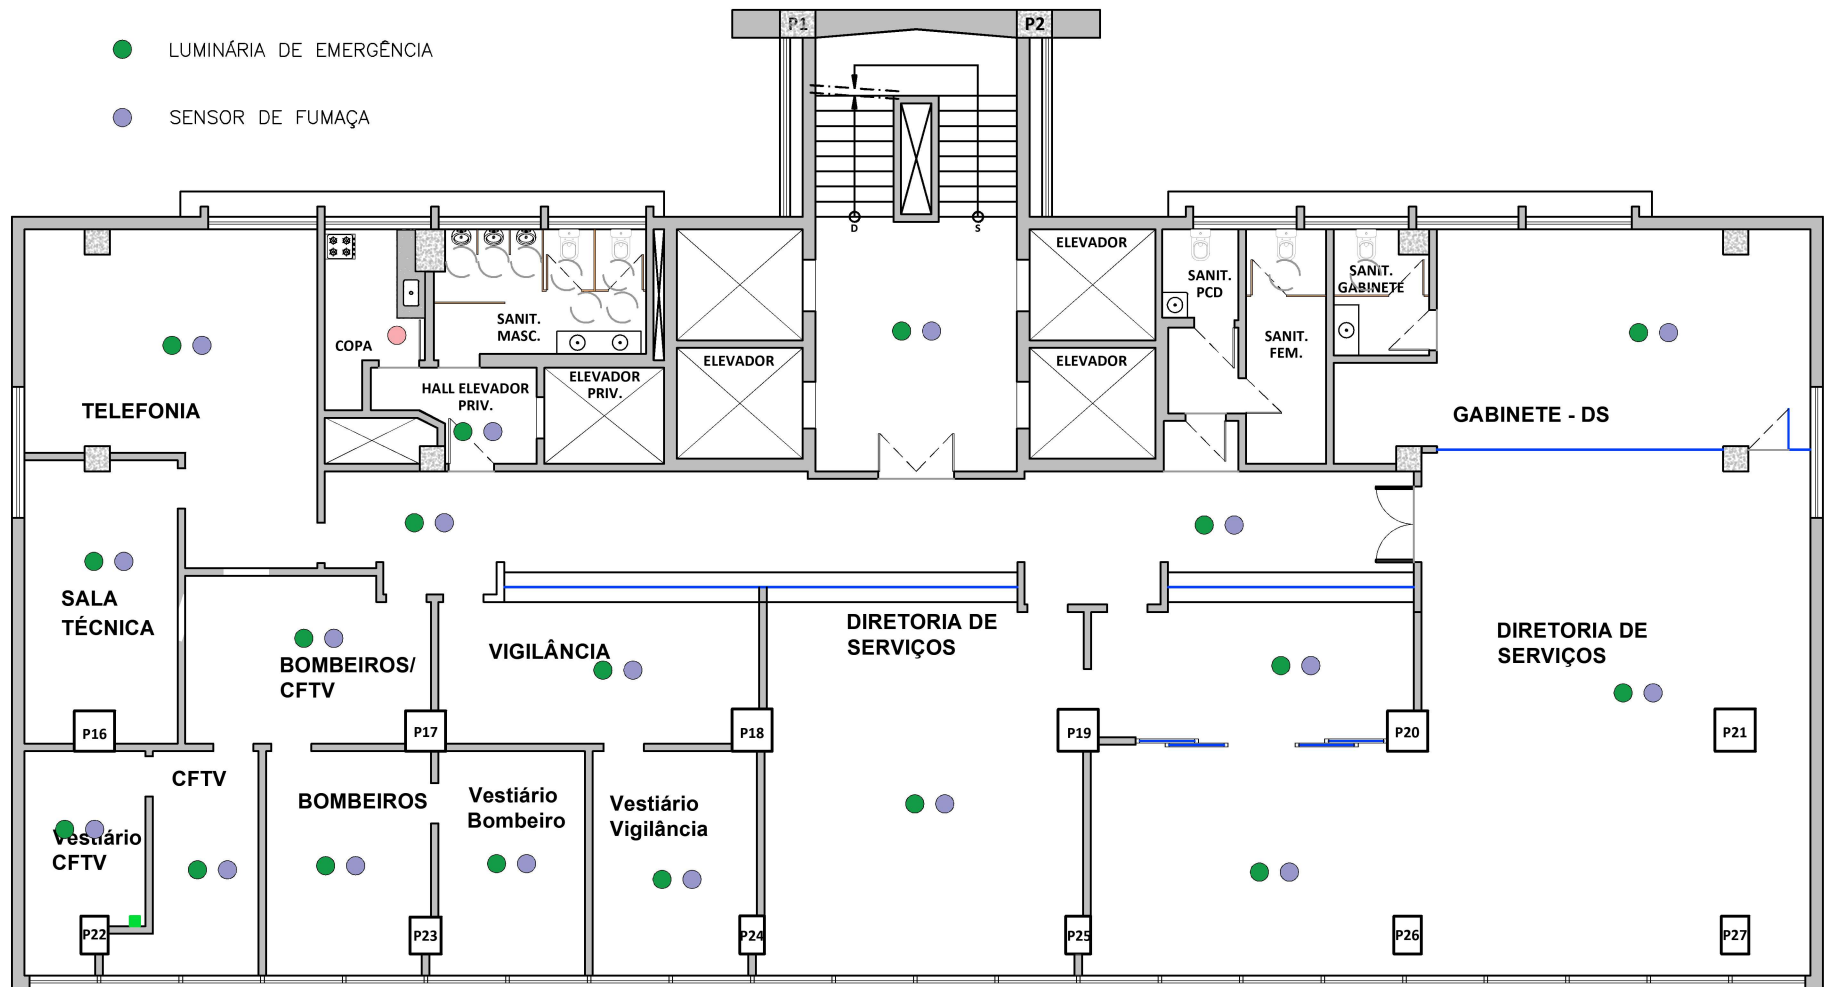 P1
P2
LUMINÁRIA DE EMERGÊNCIA
SENSOR DE FUMAÇA
D
S
ELEVADOR
SANIT.
PCD
SANIT.
GABINETE
SANIT.
MASC.
COPA
SANIT.
FEM.
ELEVADOR
ELEVADOR
ELEVADOR
PRIV.
HALL ELEVADOR
PRIV.
TELEFONIA
GABINETE - DS
SALA
TÉCNICA
BOMBEIROS/
CFTV
VIGILÂNCIA
DIRETORIA DE
SERVIÇOS
DIRETORIA DE
SERVIÇOS
P16
P17
P18
P19
P20
P21
CFTV
BOMBEIROS
Vestiário
Bombeiro
Vestiário
Vigilância
Vestiário
CFTV
P22
P23
P24
P25
P26
P27